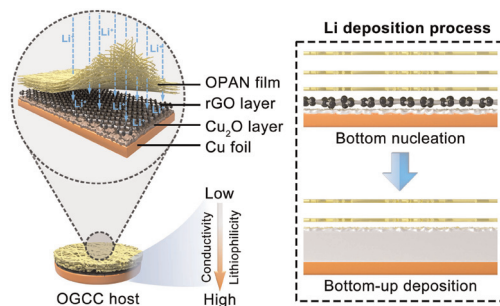 Li⁺ Li⁺ Li⁺
OPAN film
rGO layer
Cu₂O layer
Cu foil
Low
Conductivity
Lithiophilicity
High
OGCC host
Li deposition process
Bottom nucleation
Bottom-up deposition